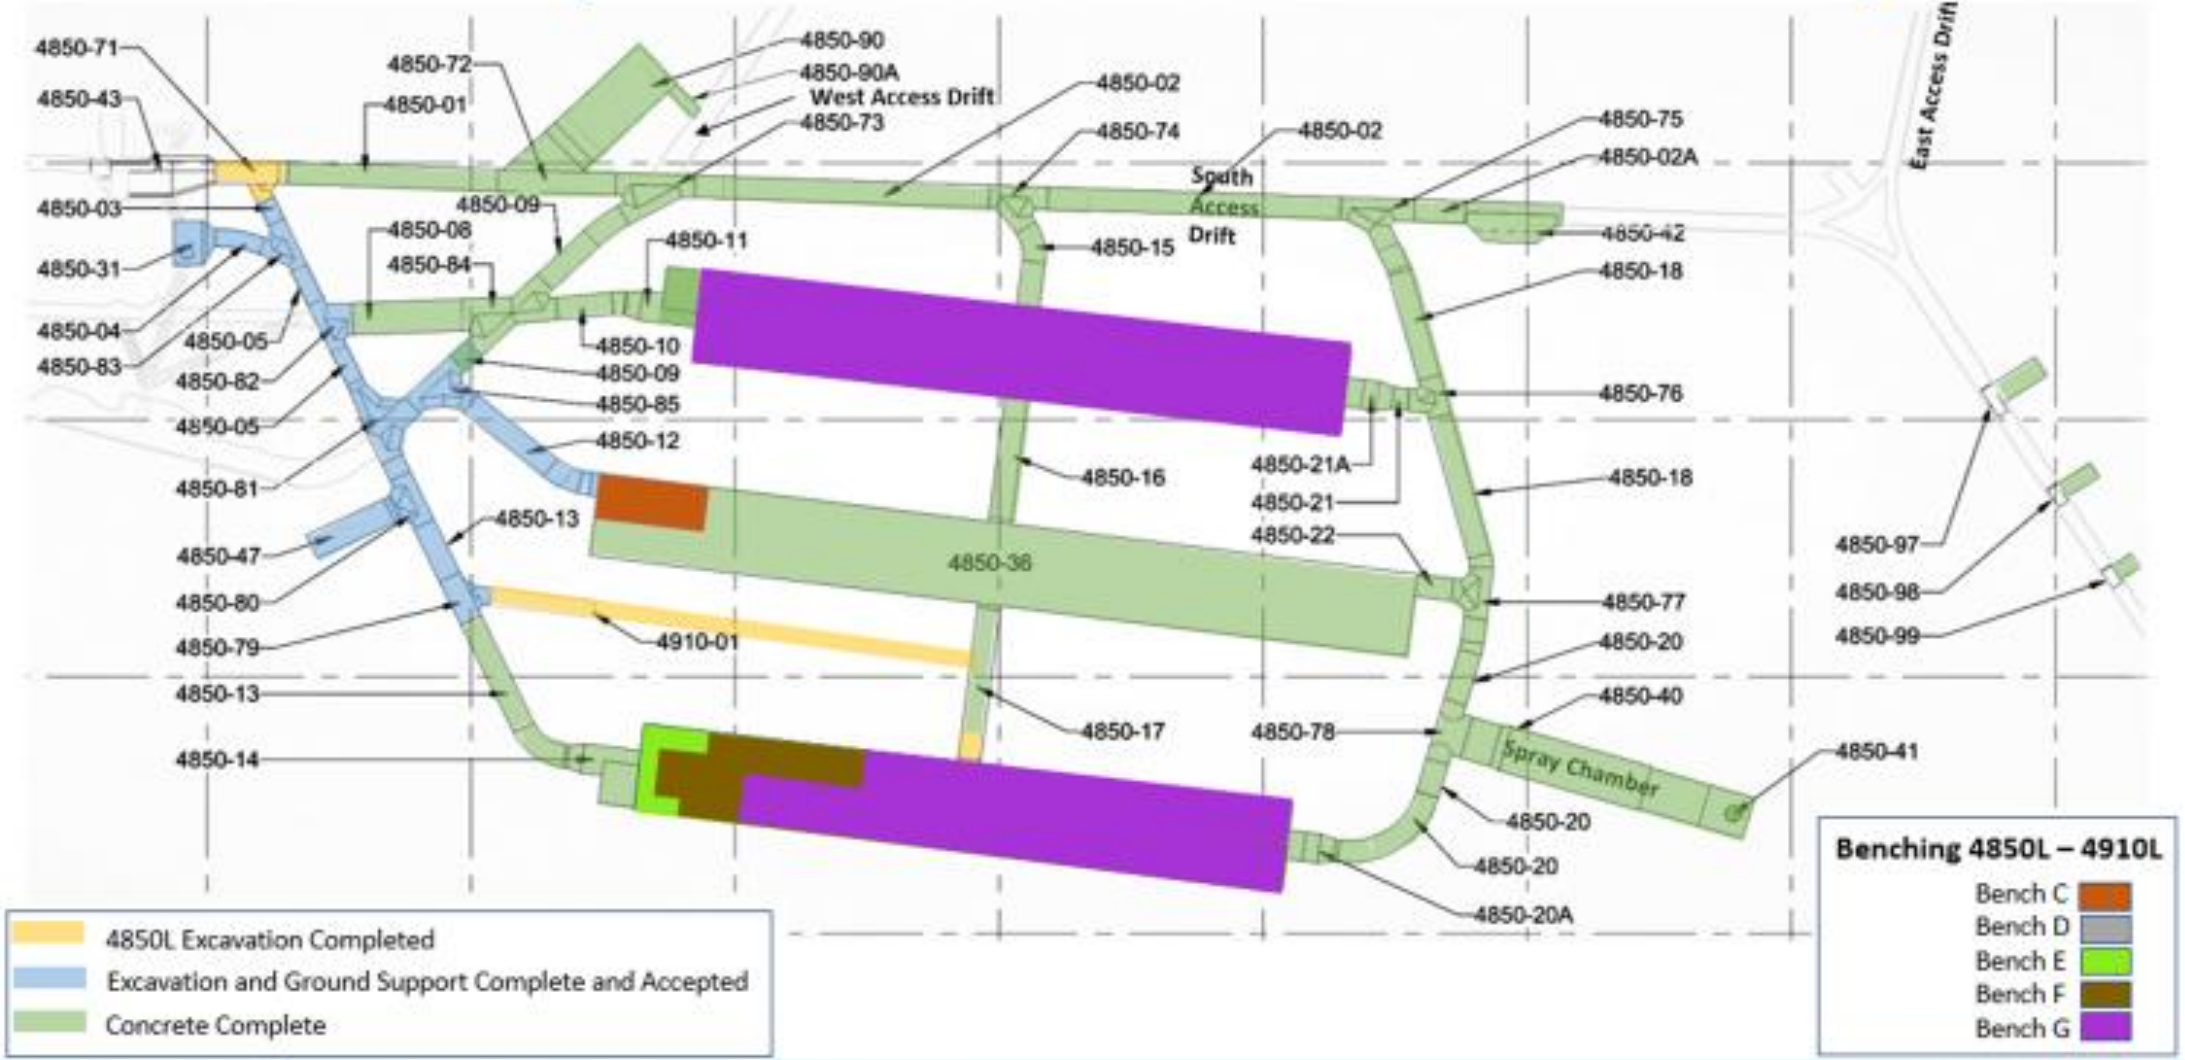 4850-71
4850-43
4850-72
4850-01
4850-90
4850-90A
West Access Drift
4850-73
4850-02
4850-74
4850-02
4850-75
4850-02A
East Access Drift
South
Access
Drift
4850-03
4850-09
4850-31
4850-08
4850-84
4850-11
4850-15
4850-42
4850-18
4850-04
4850-05
4850-83
4850-82
4850-10
4850-09
4850-85
4850-76
4850-05
4850-12
4850-21A
4850-16
4850-18
4850-81
4850-21
4850-13
4850-22
4850-47
4850-36
4850-97
4850-80
4850-77
4850-98
4850-79
4910-01
4850-20
4850-99
4850-13
4850-40
4850-17
4850-78
4850-14
Spray Chamber
4850-41
4850-20
4850-20
4850-20A
4850L Excavation Completed
Excavation and Ground Support Complete and Accepted
Concrete Complete
Benching 4850L – 4910L
Bench C
Bench D
Bench E
Bench F
Bench G